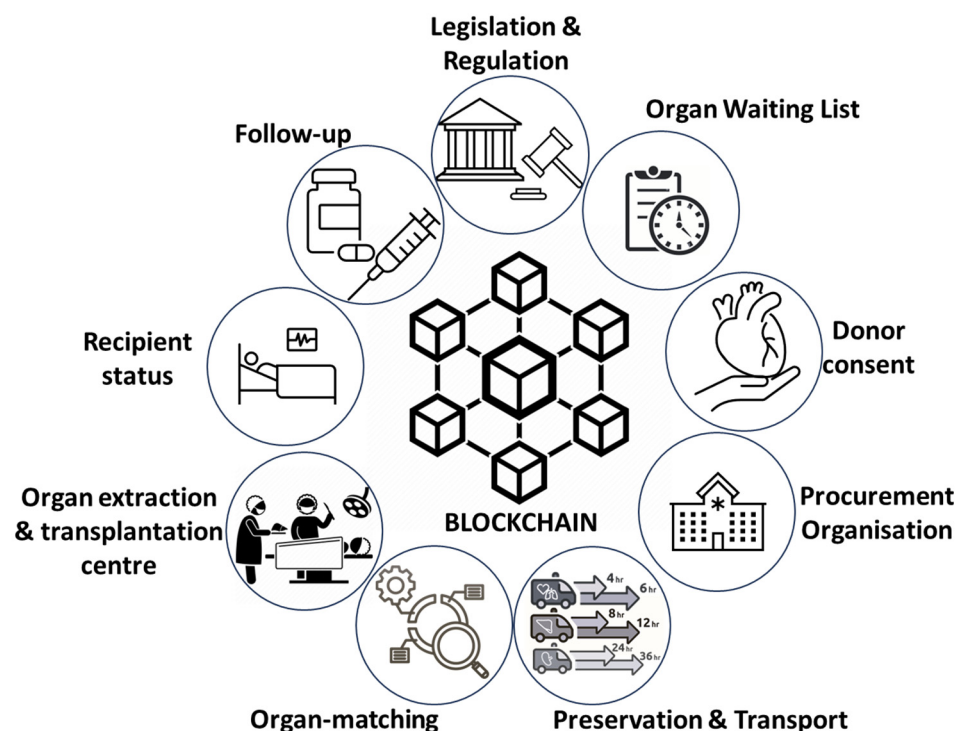 Legislation &
Regulation
Organ Waiting List
Follow-up
Donor
consent
Recipient
status
Procurement
Organisation
Organ extraction
& transplantation
centre
BLOCKCHAIN
4hr
6hr
8hr
12hr
24hr
36hr
Organ-matching
Preservation & Transport